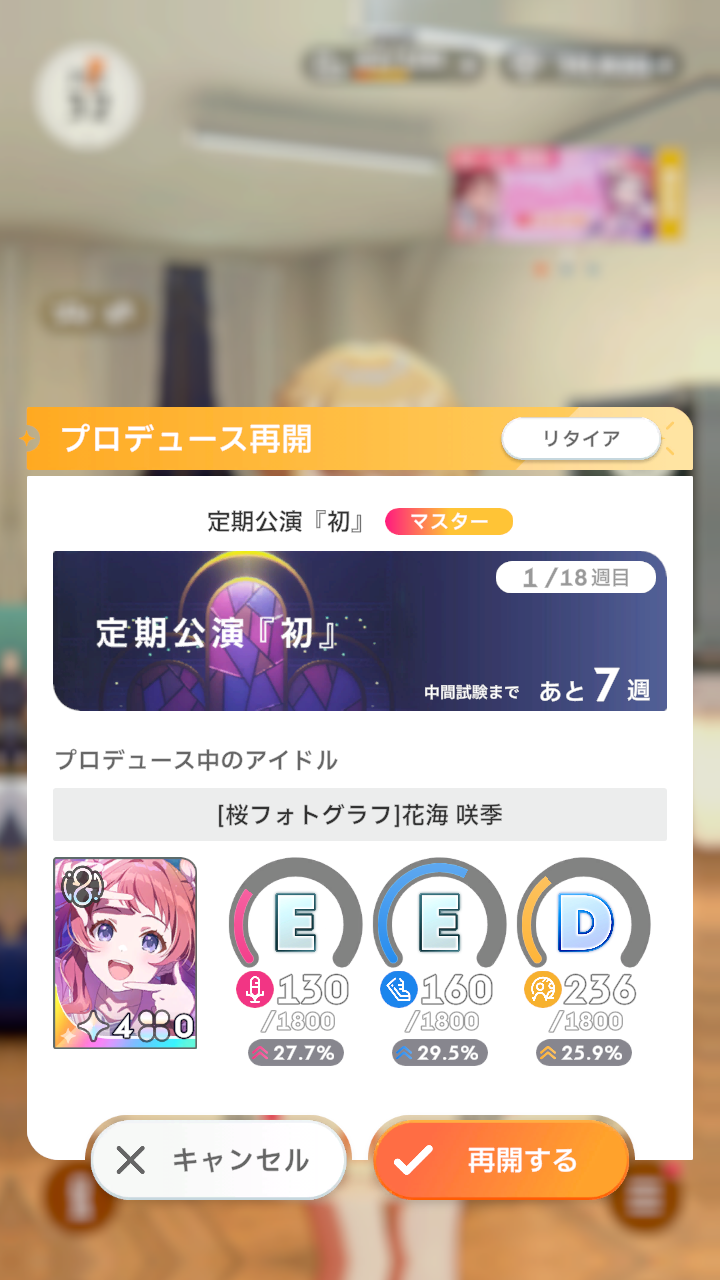 プロデュース再開
リタイア
定期公演『初』 マスター
1/18週目
定期公演『初』
中間試験まで あと7週
プロデュース中のアイドル
[桜フォトグラフ]花海 咲季
4 0
E E D
130 160 236
/1800 /1800 /1800
27.7% 29.5% 25.9%
キャンセル 再開する